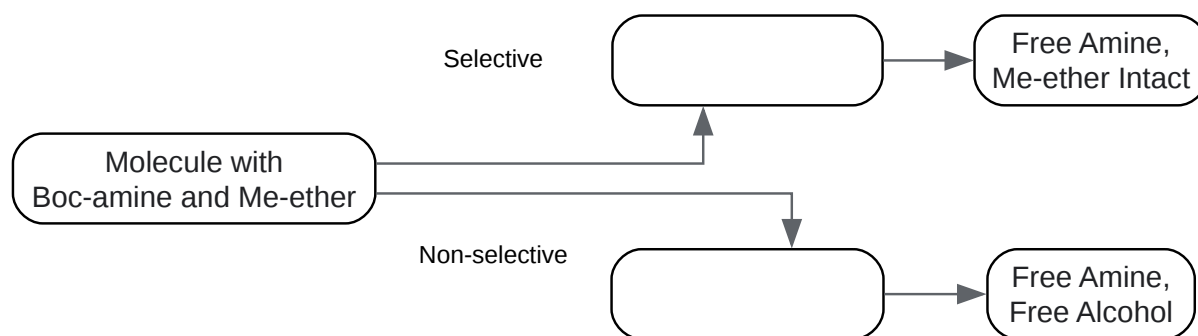 Selective
Free Amine,
Me-ether Intact
Molecule with
Boc-amine and Me-ether
Non-selective
Free Amine,
Free Alcohol